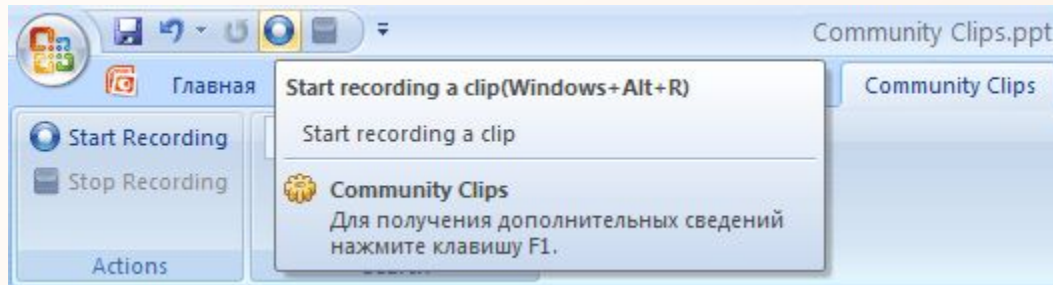 Community Clips.ppt
Главная
Community Clips
Start recording a clip(Windows+Alt+R)
Start recording a clip
Community Clips
Для получения дополнительных сведений
нажмите клавишу F1.
Start Recording
Stop Recording
Actions